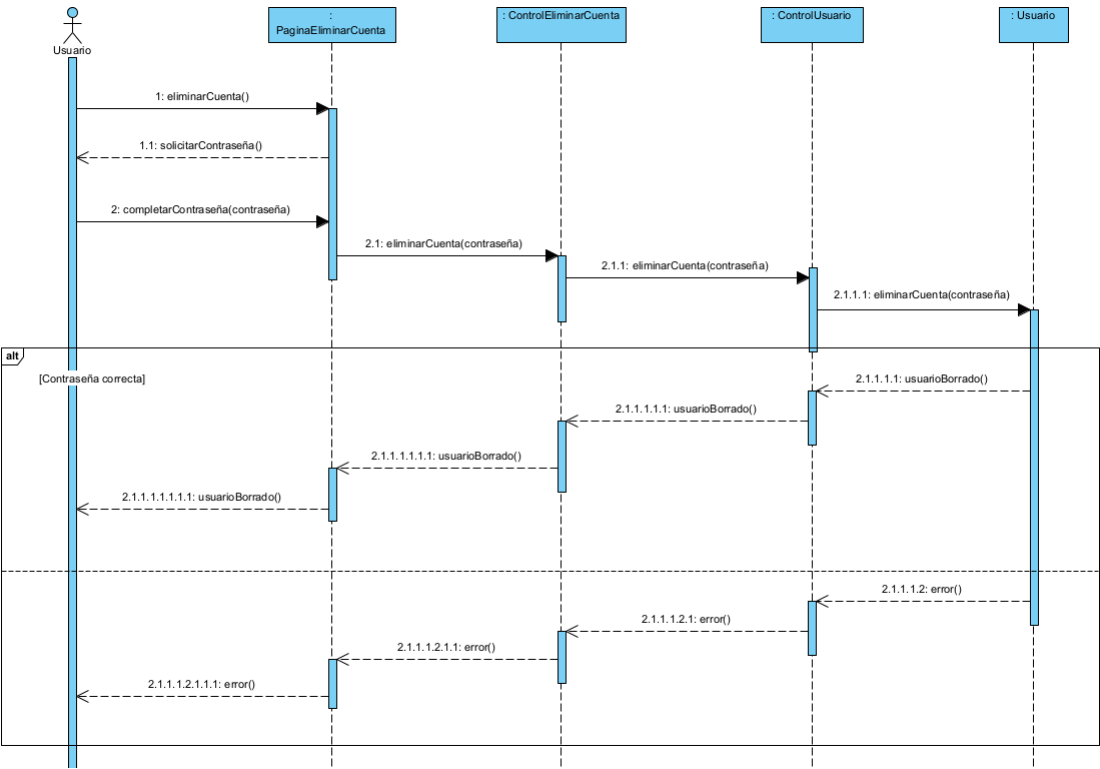 :
PaginaEliminarCuenta
: ControlEliminarCuenta
: ControlUsuario
: Usuario
Usuario
1: eliminarCuenta()
1.1: solicitarContraseña()
2: completarContraseña(contraseña)
2.1: eliminarCuenta(contraseña)
2.1.1: eliminarCuenta(contraseña)
2.1.1.1: eliminarCuenta(contraseña)
alt
[Contraseña correcta]
2.1.1.1.1: usuarioBorrado()
2.1.1.1.1.1: usuarioBorrado()
2.1.1.1.1.1.1: usuarioBorrado()
2.1.1.1.1.1.1.1: usuarioBorrado()
2.1.1.1.2: error()
2.1.1.1.2.1: error()
2.1.1.1.2.1.1: error()
2.1.1.1.2.1.1.1: error()